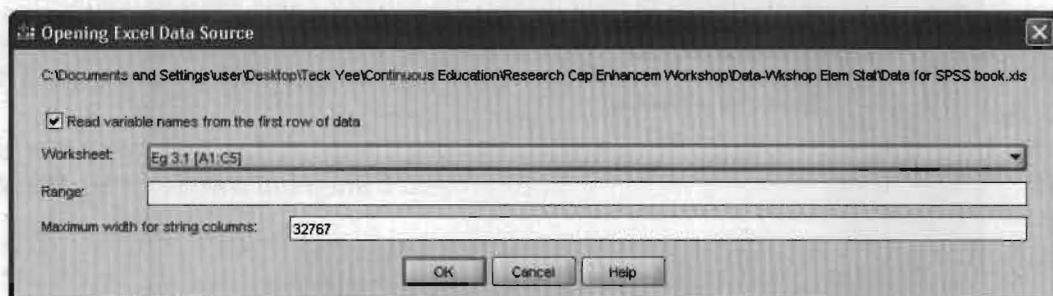 Opening Excel Data Source
C:\Documents and Settings\user\Desktop\Teck Yee\Continuous Education\Research Cap Enhancem Workshop\Data-Wkshop Elem Stat\Data for SPSS book.xls
Read variable names from the first row of data
Worksheet: Eg 3.1 [A1:C5]
Range:
Maximum width for string columns: 32767
OK Cancel Help